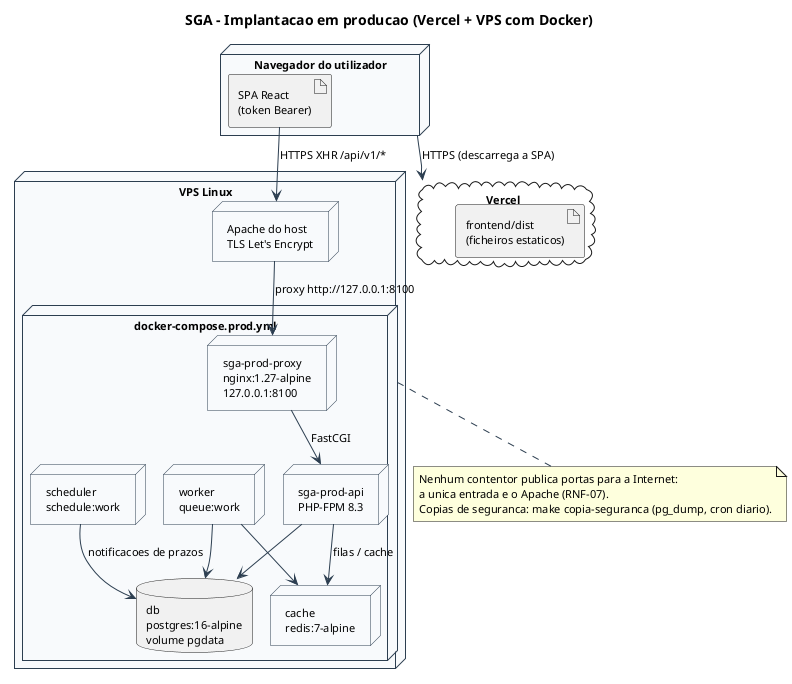 SGA - Implantacao em producao (Vercel + VPS com Docker)
Navegador do utilizador
SPA React
(token Bearer)
HTTPS XHR /api/v1/*
HTTPS (descarrega a SPA)
VPS Linux
Vercel
Apache do host
TLS Let's Encrypt
frontend/dist
(ficheiros estaticos)
proxy http://127.0.0.1:8100
docker-compose.prod.yml
sga-prod-proxy
nginx:1.27-alpine
127.0.0.1:8100
FastCGI
scheduler
schedule:work
worker
queue:work
sga-prod-api
PHP-FPM 8.3
Nenhum contentor publica portas para a Internet:
a unica entrada e o Apache (RNF-07).
Copias de seguranca: make copia-seguranca (pg_dump, cron diario).
notificacoes de prazos
filas / cache
db
postgres:16-alpine
volume pgdata
cache
redis:7-alpine